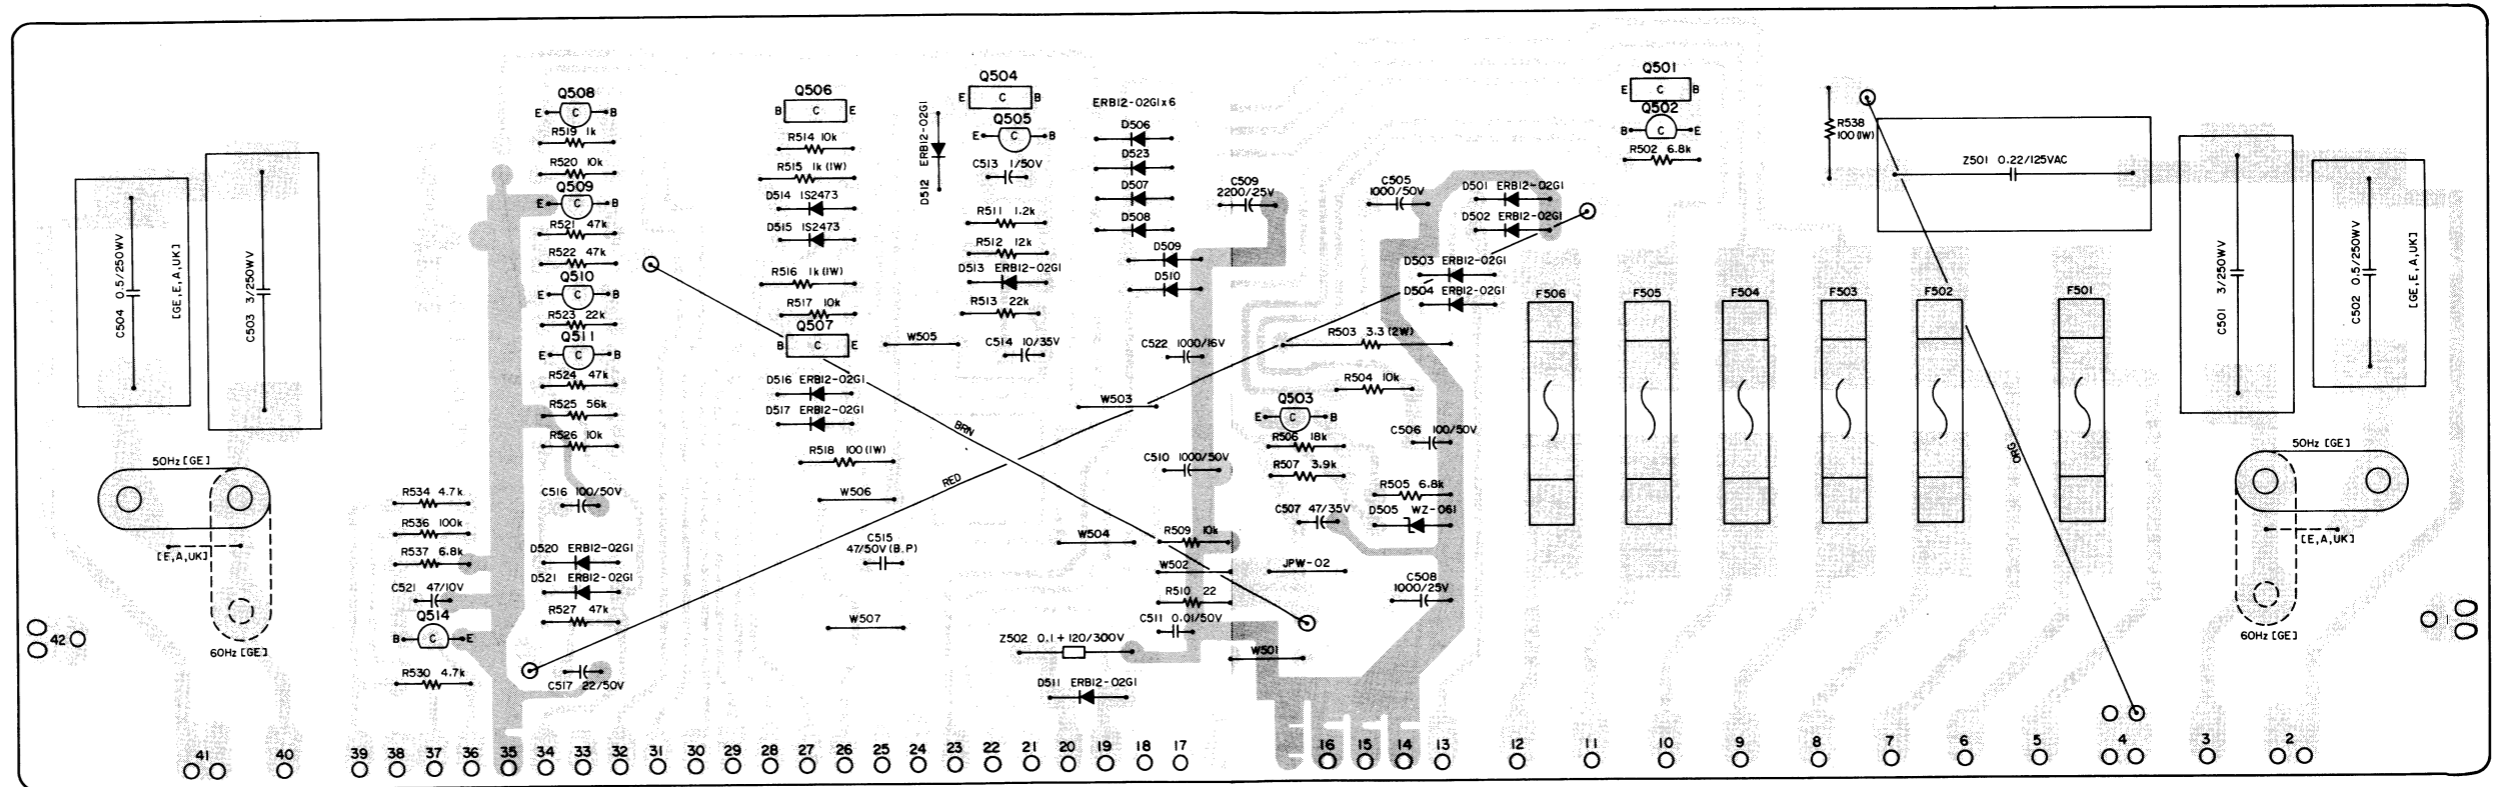 C504 0.5/250WV
[GE,E,A,UK]
C503 3/250WV
50Hz [GE]
[E,A,UK]
60Hz [GE]
42
41
40
Q508
E C B
R519 1k
R520 10k
Q509
E C B
R521 47k
R522 47k
Q510
E C B
R523 22k
Q511
E C B
R524 47k
R525 56k
R526 10k
C516 100/50V
R534 4.7k
R536 100k
R537 6.8k
C521 47/10V
Q514
B C E
R530 4.7k
D520 ERB12-02G1
D521 ERB12-02G1
R527 47k
C517 22/50V
Q506
B C E
R514 10k
R515 1k (1W)
D514 1S2473
D515 1S2473
R516 1k (1W)
R517 10k
Q507
B C E
D516 ERB12-02G1
D517 ERB12-02G1
R518 100 (1W)
W506
C515
47/50V (B.P)
W507
W505
BRN
RED
D512 ERB12-02G1
Q504
E C B
Q505
E C B
C513 1/50V
R511 1.2k
R512 12k
D513 ERB12-02G1
R513 22k
C514 10/35V
ERB12-02G1x6
D506
D523
D507
D508
D509
D510
C522 1000/16V
W503
C510 1000/50V
W504
R509 10k
W502
R510 22
C511 0.01/50V
Z502 0.1+120/300V
D511 ERB12-02G1
W501
C509
2200/25V
C505
1000/50V
D501 ERB12-02G1
D502 ERB12-02G1
D503 ERB12-02G1
D504 ERB12-02G1
R503 3.3 (2W)
R504 10k
Q503
E C B
R506 18k
R507 3.9k
C506 100/50V
R505 6.8k
C507 47/35V
D505 WZ-061
JPW-02
C508
1000/25V
Q501
E C B
Q502
B C E
R502 6.8k
R538
100 (1W)
Z501 0.22/125VAC
F506
F505
F504
F503
F502
F501
ORG
C501 3/250WV
C502 0.5/250WV
[GE,E,A,UK]
50Hz [GE]
[E,A,UK]
60Hz [GE]
1
39 38 37 36 35 34 33 32 31 30 29 28 27 26 25 24 23 22 21 20 19 18 17 16 15 14 13 12 11 10 9 8 7 6 5 4 3 2